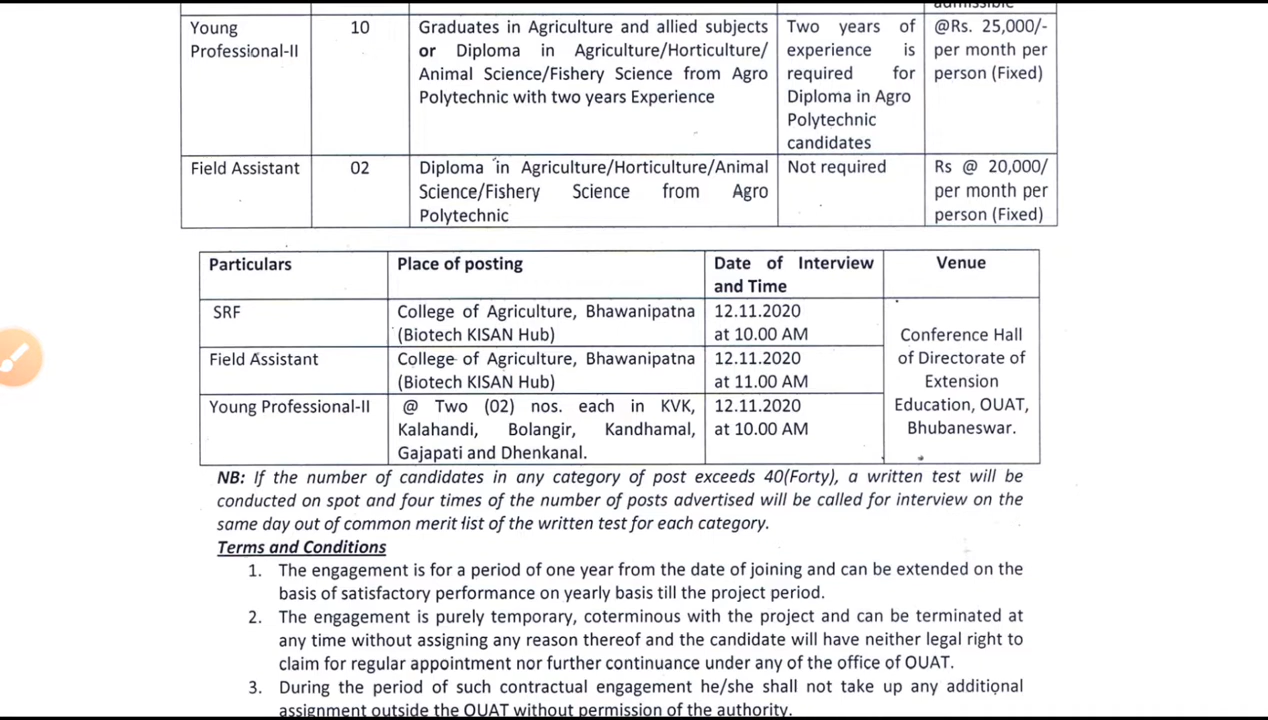 admissible
Young 10 Graduates in Agriculture and allied subjects Two years of @Rs. 25,000/-
Professional-II or Diploma in Agriculture/Horticulture/ experience is per month per
Animal Science/Fishery Science from Agro required for person (Fixed)
Polytechnic with two years Experience Diploma in Agro
Polytechnic
candidates
Field Assistant 02 Diploma in Agriculture/Horticulture/Animal Not required Rs @ 20,000/
Science/Fishery Science from Agro per month per
Polytechnic person (Fixed)
Particulars Place of posting Date of Interview Venue
and Time
SRF College of Agriculture, Bhawanipatna 12.11.2020
(Biotech KISAN Hub) at 10.00 AM Conference Hall
Field Assistant College of Agriculture, Bhawanipatna 12.11.2020 of Directorate of
(Biotech KISAN Hub) at 11.00 AM Extension
Young Professional-II @ Two (02) nos. each in KVK, 12.11.2020 Education, OUAT,
Kalahandi, Bolangir, Kandhamal, at 10.00 AM Bhubaneswar.
Gajapati and Dhenkanal.
NB: If the number of candidates in any category of post exceeds 40(Forty), a written test will be
conducted on spot and four times of the number of posts advertised will be called for interview on the
same day out of common merit list of the written test for each category.
Terms and Conditions
1. The engagement is for a period of one year from the date of joining and can be extended on the
basis of satisfactory performance on yearly basis till the project period.
2. The engagement is purely temporary, coterminous with the project and can be terminated at
any time without assigning any reason thereof and the candidate will have neither legal right to
claim for regular appointment nor further continuance under any of the office of OUAT.
3. During the period of such contractual engagement he/she shall not take up any additional
assignment outside the OUAT without permission of the authority.